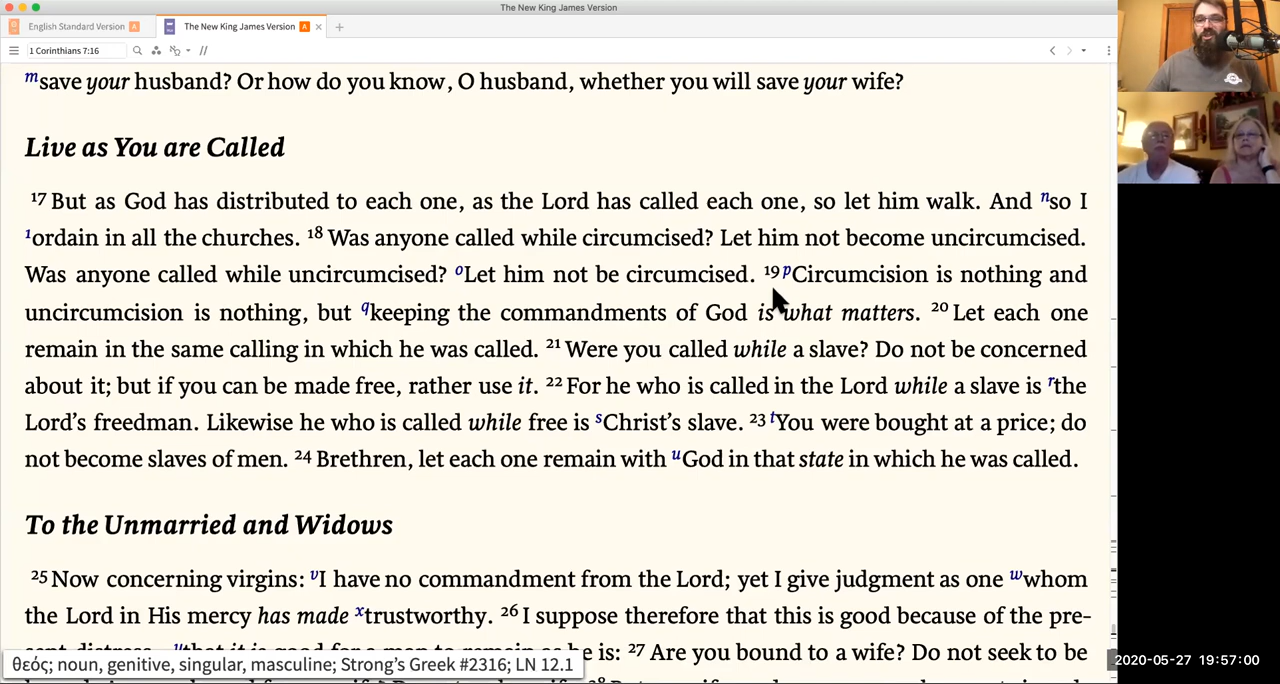 The New King James Version
English Standard Version A The New King James Version A
1 Corinthians 7:16
msave your husband? Or how do you know, O husband, whether you will save your wife?
Live as You are Called
17 But as God has distributed to each one, as the Lord has called each one, so let him walk. And nso I
1ordain in all the churches. 18 Was anyone called while circumcised? Let him not become uncircumcised.
Was anyone called while uncircumcised? oLet him not be circumcised. 19 pCircumcision is nothing and
uncircumcision is nothing, but qkeeping the commandments of God is what matters. 20 Let each one
remain in the same calling in which he was called. 21 Were you called while a slave? Do not be concerned
about it; but if you can be made free, rather use it. 22 For he who is called in the Lord while a slave is rthe
Lord's freedman. Likewise he who is called while free is sChrist's slave. 23 tYou were bought at a price; do
not become slaves of men. 24 Brethren, let each one remain with uGod in that state in which he was called.
To the Unmarried and Widows
25 Now concerning virgins: vI have no commandment from the Lord; yet I give judgment as one wwhom
the Lord in His mercy has made xtrustworthy. 26 I suppose therefore that this is good because of the pre-
is: 27 Are you bound to a wife? Do not seek to be
θεός; noun, genitive, singular, masculine; Strong's Greek #2316; LN 12.1
2020-05-27 19:57:00